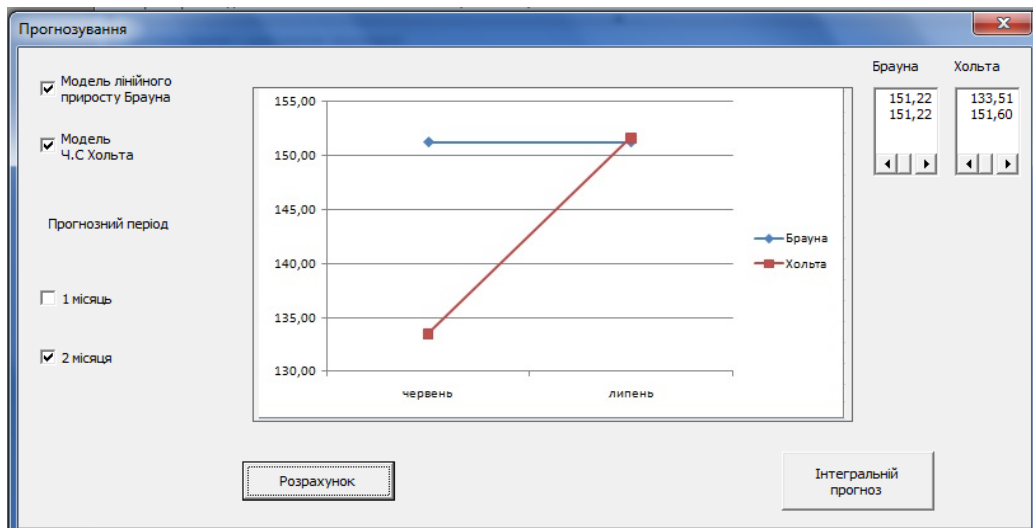 Прогнозування
Модель лінійного
приросту Брауна
Модель
Ч.С Хольта
Прогнозний період
1 місяць
2 місяця
155,00
150,00
145,00
140,00
135,00
130,00
червень
липень
Брауна
Хольта
Брауна
Хольта
151,22
151,22
133,51
151,60
Розрахунок
Інтегральній
прогноз